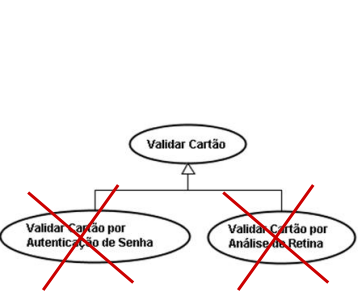 Validar Cartão
Validar Cartão por
Autenticação de Senha
Validar Cartão por
Análise de Retina